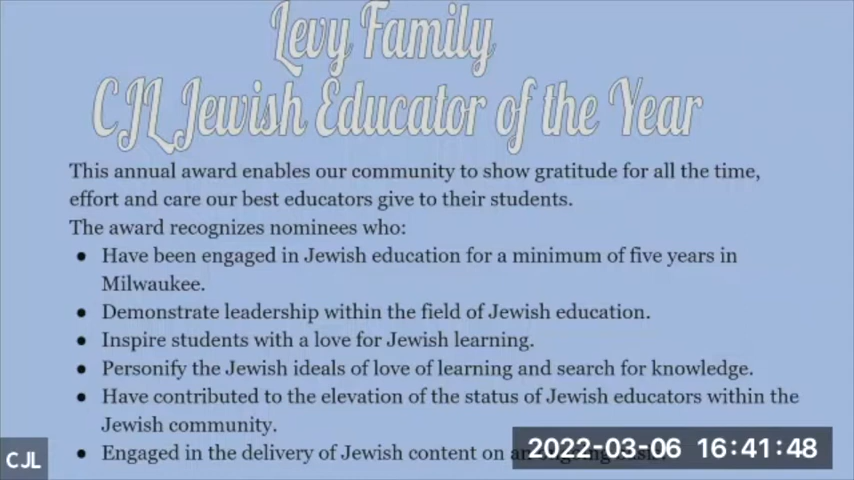 Levy Family
CJL Jewish Educator of the Year
This annual award enables our community to show gratitude for all the time,
effort and care our best educators give to their students.
The award recognizes nominees who:
● Have been engaged in Jewish education for a minimum of five years in
Milwaukee.
● Demonstrate leadership within the field of Jewish education.
● Inspire students with a love for Jewish learning.
● Personify the Jewish ideals of love of learning and search for knowledge.
● Have contributed to the elevation of the status of Jewish educators within the
Jewish community.
● Engaged in the delivery of Jewish content on
2022-03-06 16:41:48
CJL